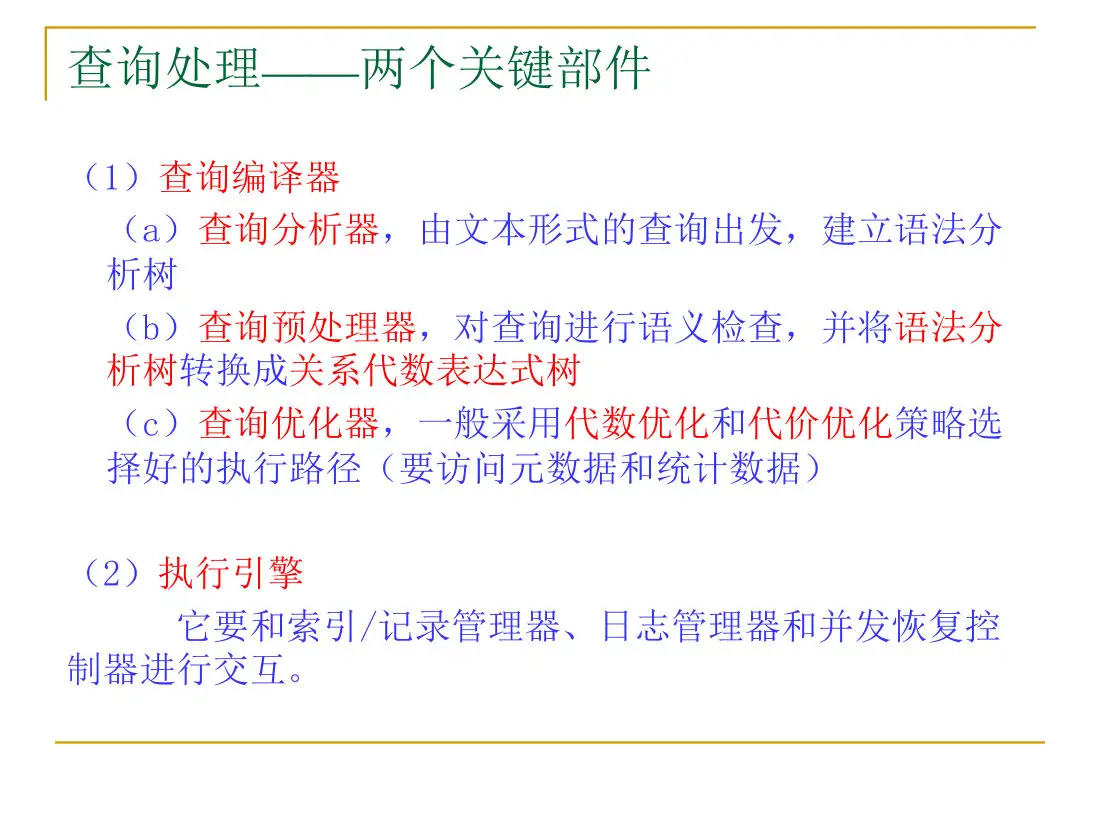 查询处理——两个关键部件
（1）查询编译器
（a）查询分析器，由文本形式的查询出发，建立语法分
析树
（b）查询预处理器，对查询进行语义检查，并将语法分
析树转换成关系代数表达式树
（c）查询优化器，一般采用代数优化和代价优化策略选
择好的执行路径（要访问元数据和统计数据）
（2）执行引擎
它要和索引/记录管理器、日志管理器和并发恢复控
制器进行交互。